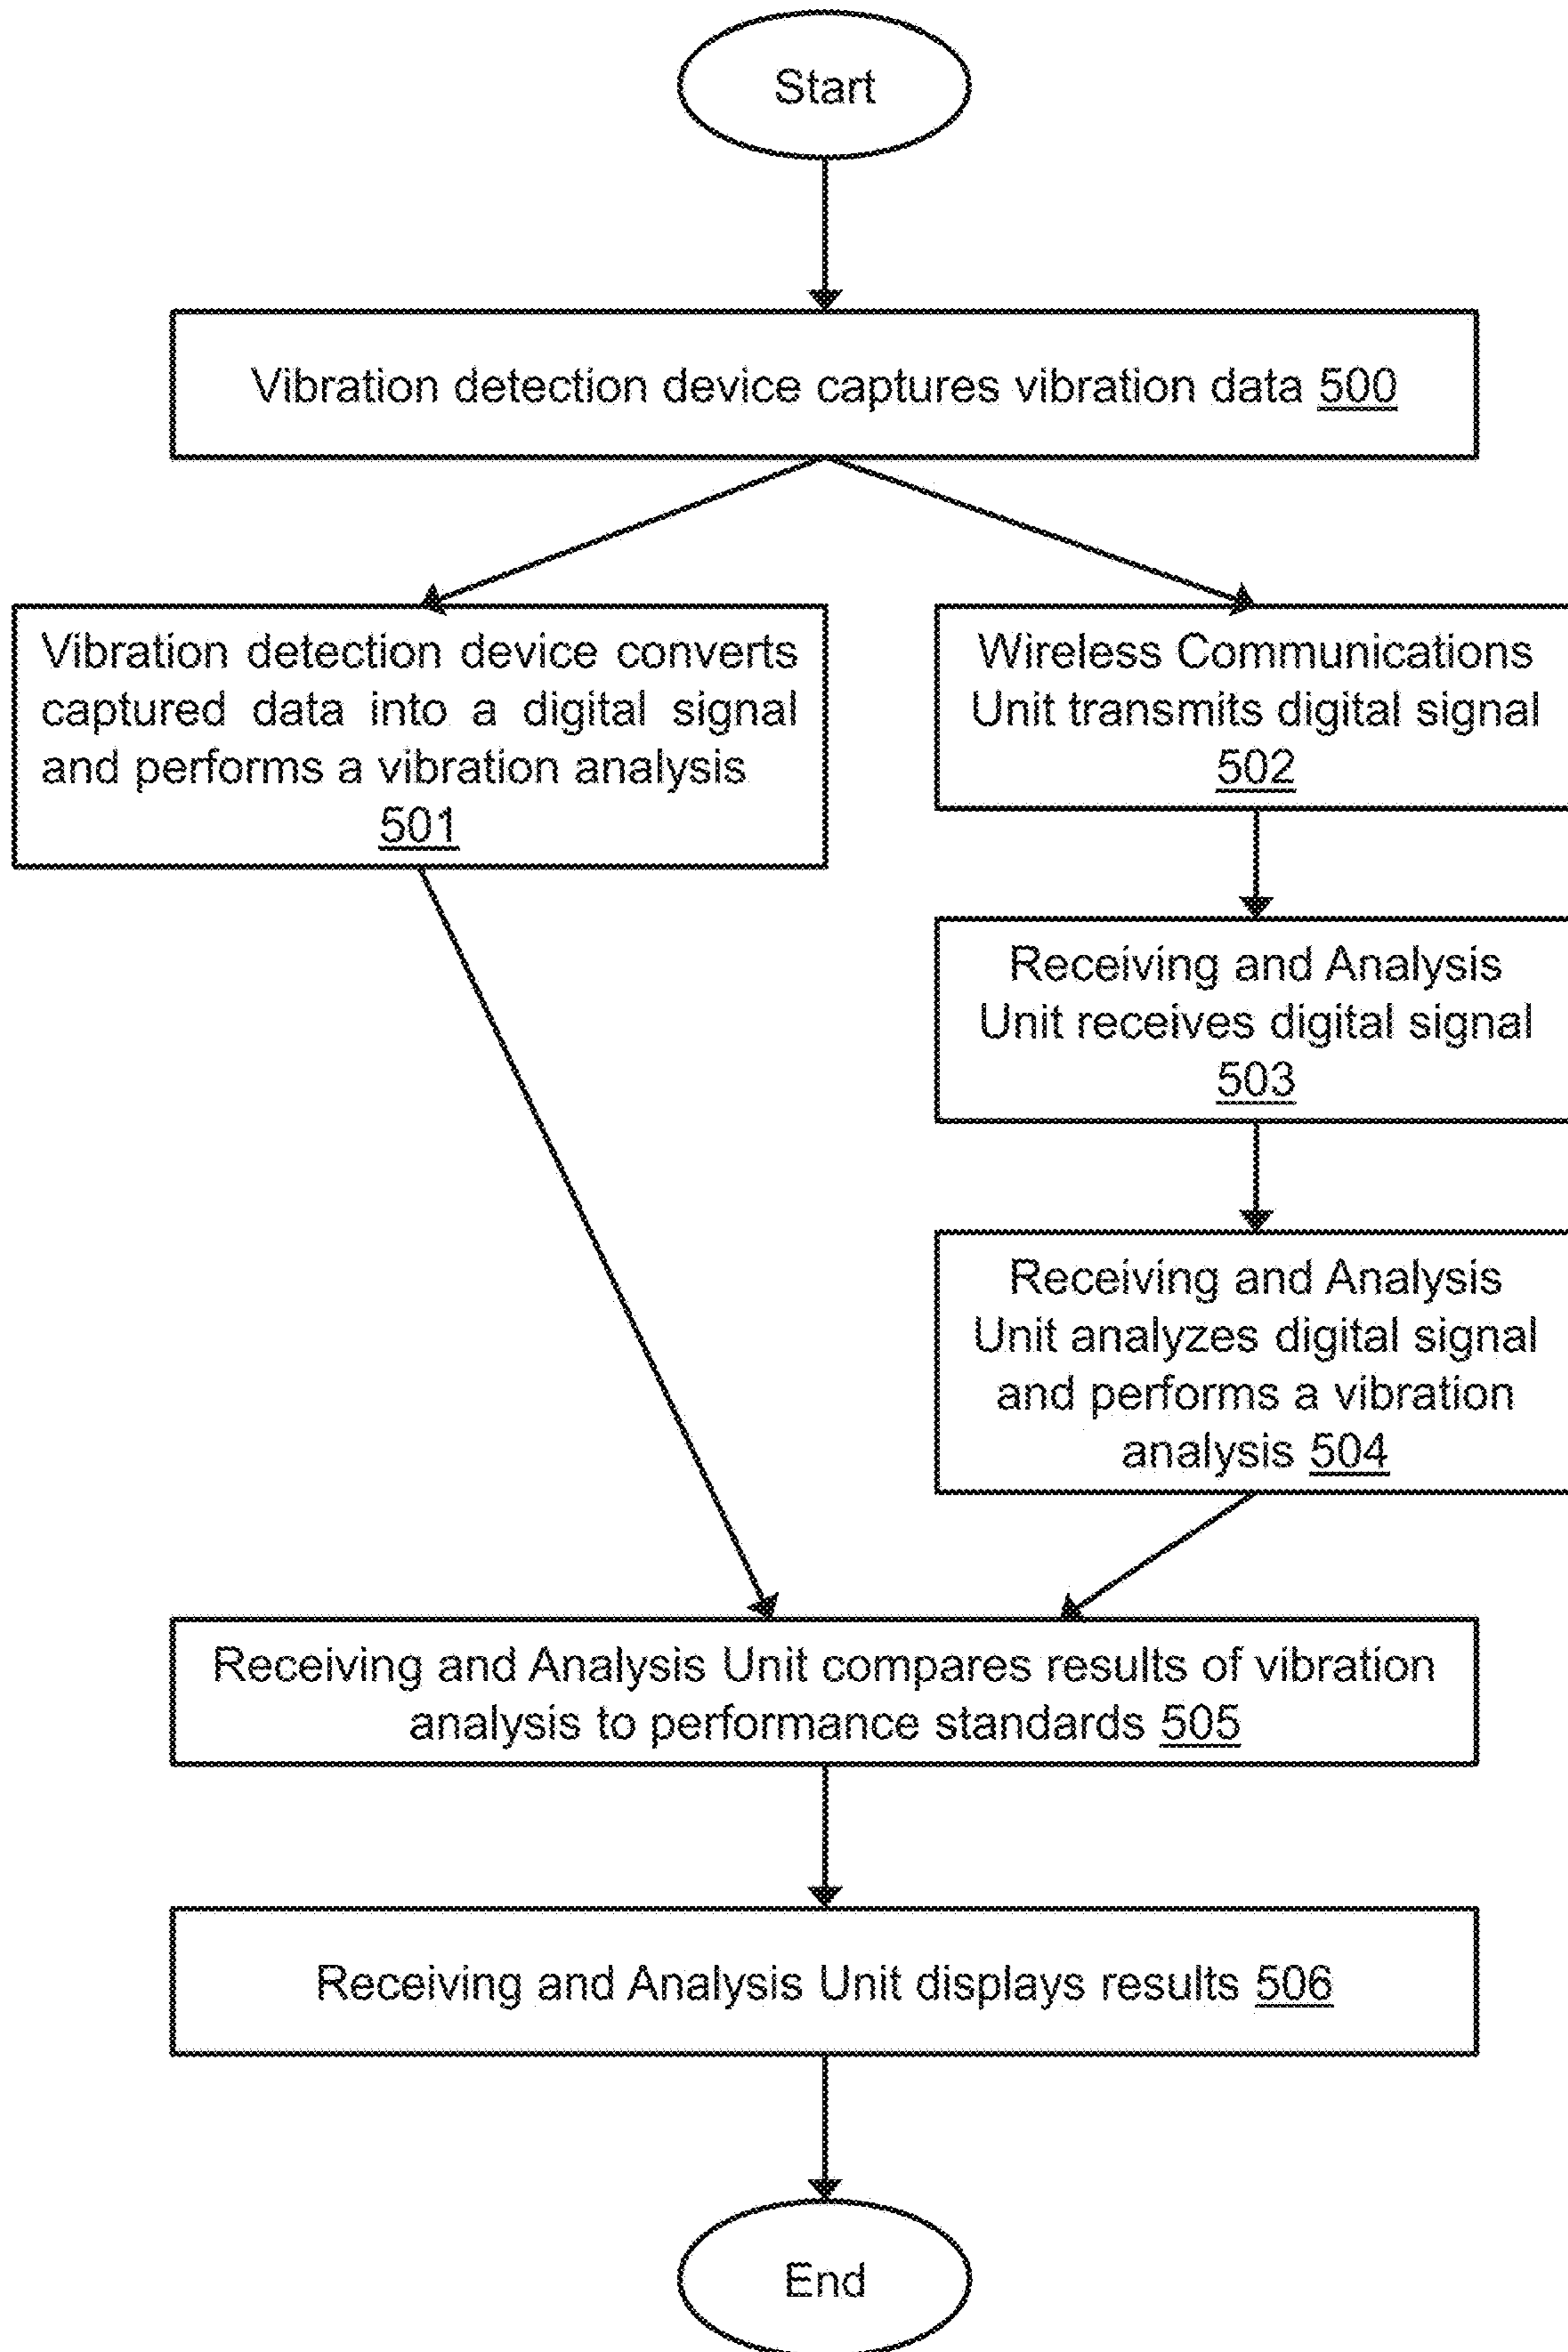 Start
Vibration detection device captures vibration data 500
Vibration detection device converts
captured data into a digital signal
and performs a vibration analysis
501
Wireless Communications
Unit transmits digital signal
502
Receiving and Analysis
Unit receives digital signal
503
Receiving and Analysis
Unit analyzes digital signal
and performs a vibration
analysis 504
Receiving and Analysis Unit compares results of vibration
analysis to performance standards 505
Receiving and Analysis Unit displays results 506
End